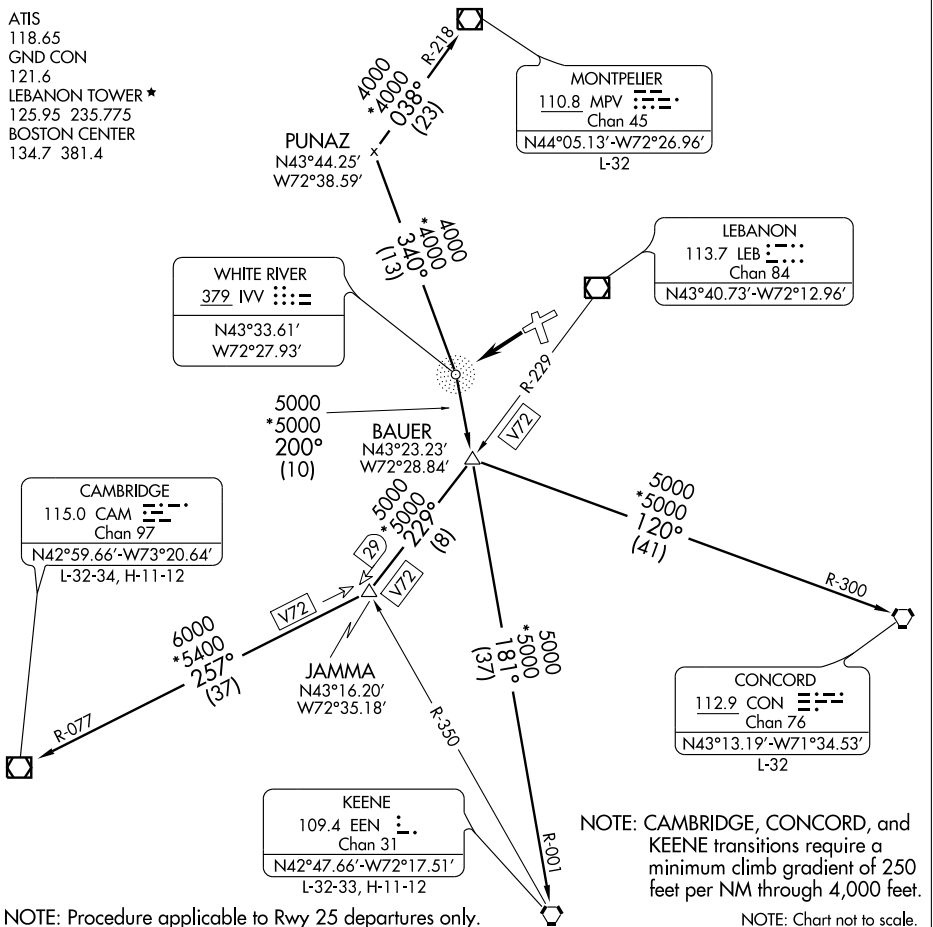 ATIS
118.65
GND CON
121.6
LEBANON TOWER ★
125.95 235.775
BOSTON CENTER
134.7 381.4
R-218
4000
*4000
038°
(23)
MONTPELIER
110.8 MPV
Chan 45
N44°05.13'-W72°26.96'
L-32
PUNAZ
N43°44.25'
W72°38.59'
x
4000
*4000
340°
(13)
LEBANON
113.7 LEB
Chan 84
N43°40.73'-W72°12.96'
WHITE RIVER
379 IVV
N43°33.61'
W72°27.93'
R-229
V72
5000
*5000
200°
(10)
BAUER
N43°23.23'
W72°28.84'
5000
*5000
229°
(8)
5000
*5000
120°
(41)
CAMBRIDGE
115.0 CAM
Chan 97
N42°59.66'-W73°20.64'
L-32-34, H-11-12
29
V72
V72
R-300
6000
*5400
257°
(37)
5000
*5000
181°
(37)
JAMMA
N43°16.20'
W72°35.18'
R-350
R-077
CONCORD
112.9 CON
Chan 76
N43°13.19'-W71°34.53'
L-32
KEENE
109.4 EEN
Chan 31
N42°47.66'-W72°17.51'
L-32-33, H-11-12
R-001
NOTE: CAMBRIDGE, CONCORD, and
KEENE transitions require a
minimum climb gradient of 250
feet per NM through 4,000 feet.
NOTE: Procedure applicable to Rwy 25 departures only.
NOTE: Chart not to scale.